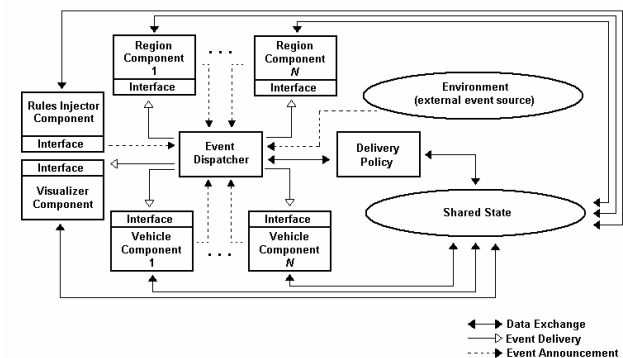 Region
Component
1
Interface
. . .
Region
Component
N
Interface
Environment
(external event source)
Rules Injector
Component
Interface
Event
Dispatcher
Delivery
Policy
Interface
Visualizer
Component
Shared State
Interface
Vehicle
Component
1
. . .
Interface
Vehicle
Component
N
Data Exchange
Event Delivery
Event Announcement